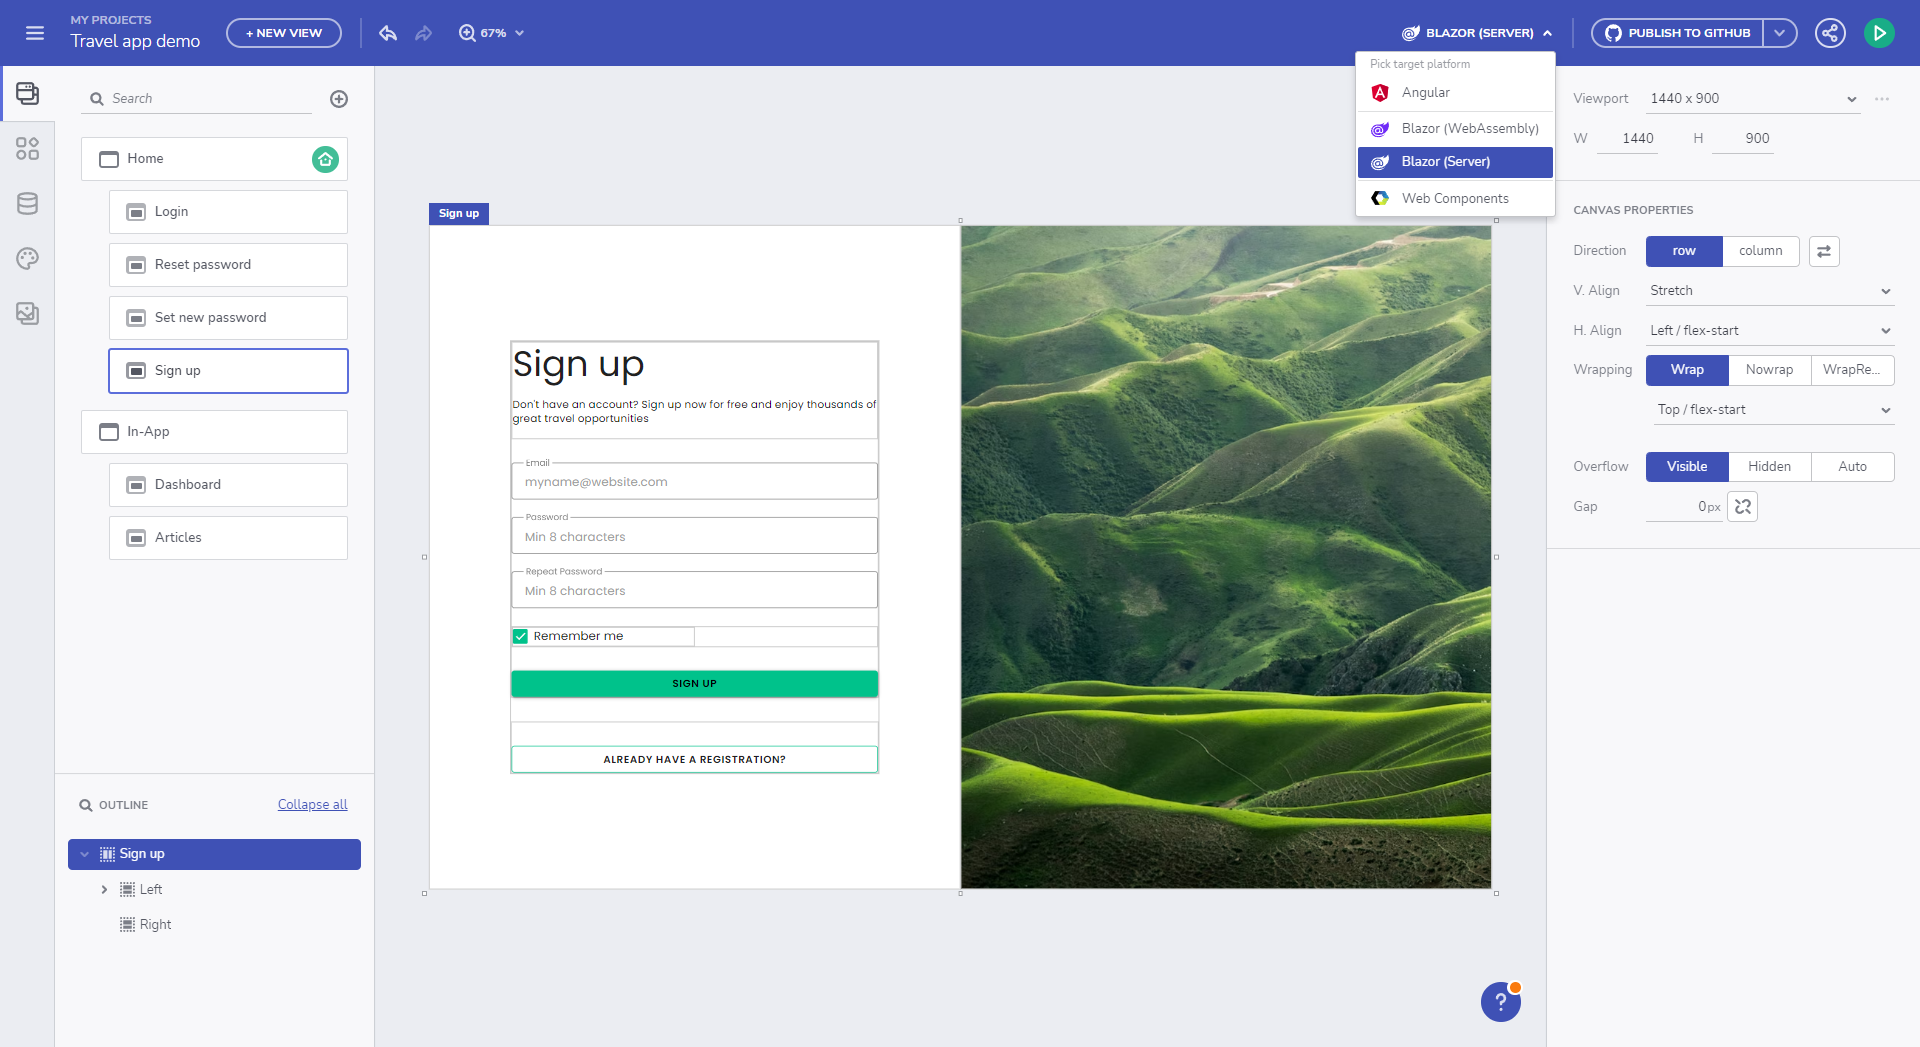 MY PROJECTS
Travel app demo
+ NEW VIEW
67%
BLAZOR (SERVER)
PUBLISH TO GITHUB
Pick target platform
Angular
Blazor (WebAssembly)
Blazor (Server)
Web Components
Search
Home
Login
Reset password
Set new password
Sign up
In-App
Dashboard
Articles
OUTLINE
Collapse all
Sign up
Left
Right
Sign up
Sign up
Don't have an account? Sign up now for free and enjoy thousands of
great travel opportunities
Email
myname@website.com
Password
Min 8 characters
Repeat Password
Min 8 characters
Remember me
SIGN UP
ALREADY HAVE A REGISTRATION?
?
Viewport 1440 x 900
W 1440 H 900
CANVAS PROPERTIES
Direction row column
V. Align Stretch
H. Align Left / flex-start
Wrapping Wrap Nowrap WrapRe...
Top / flex-start
Overflow Visible Hidden Auto
Gap 0px